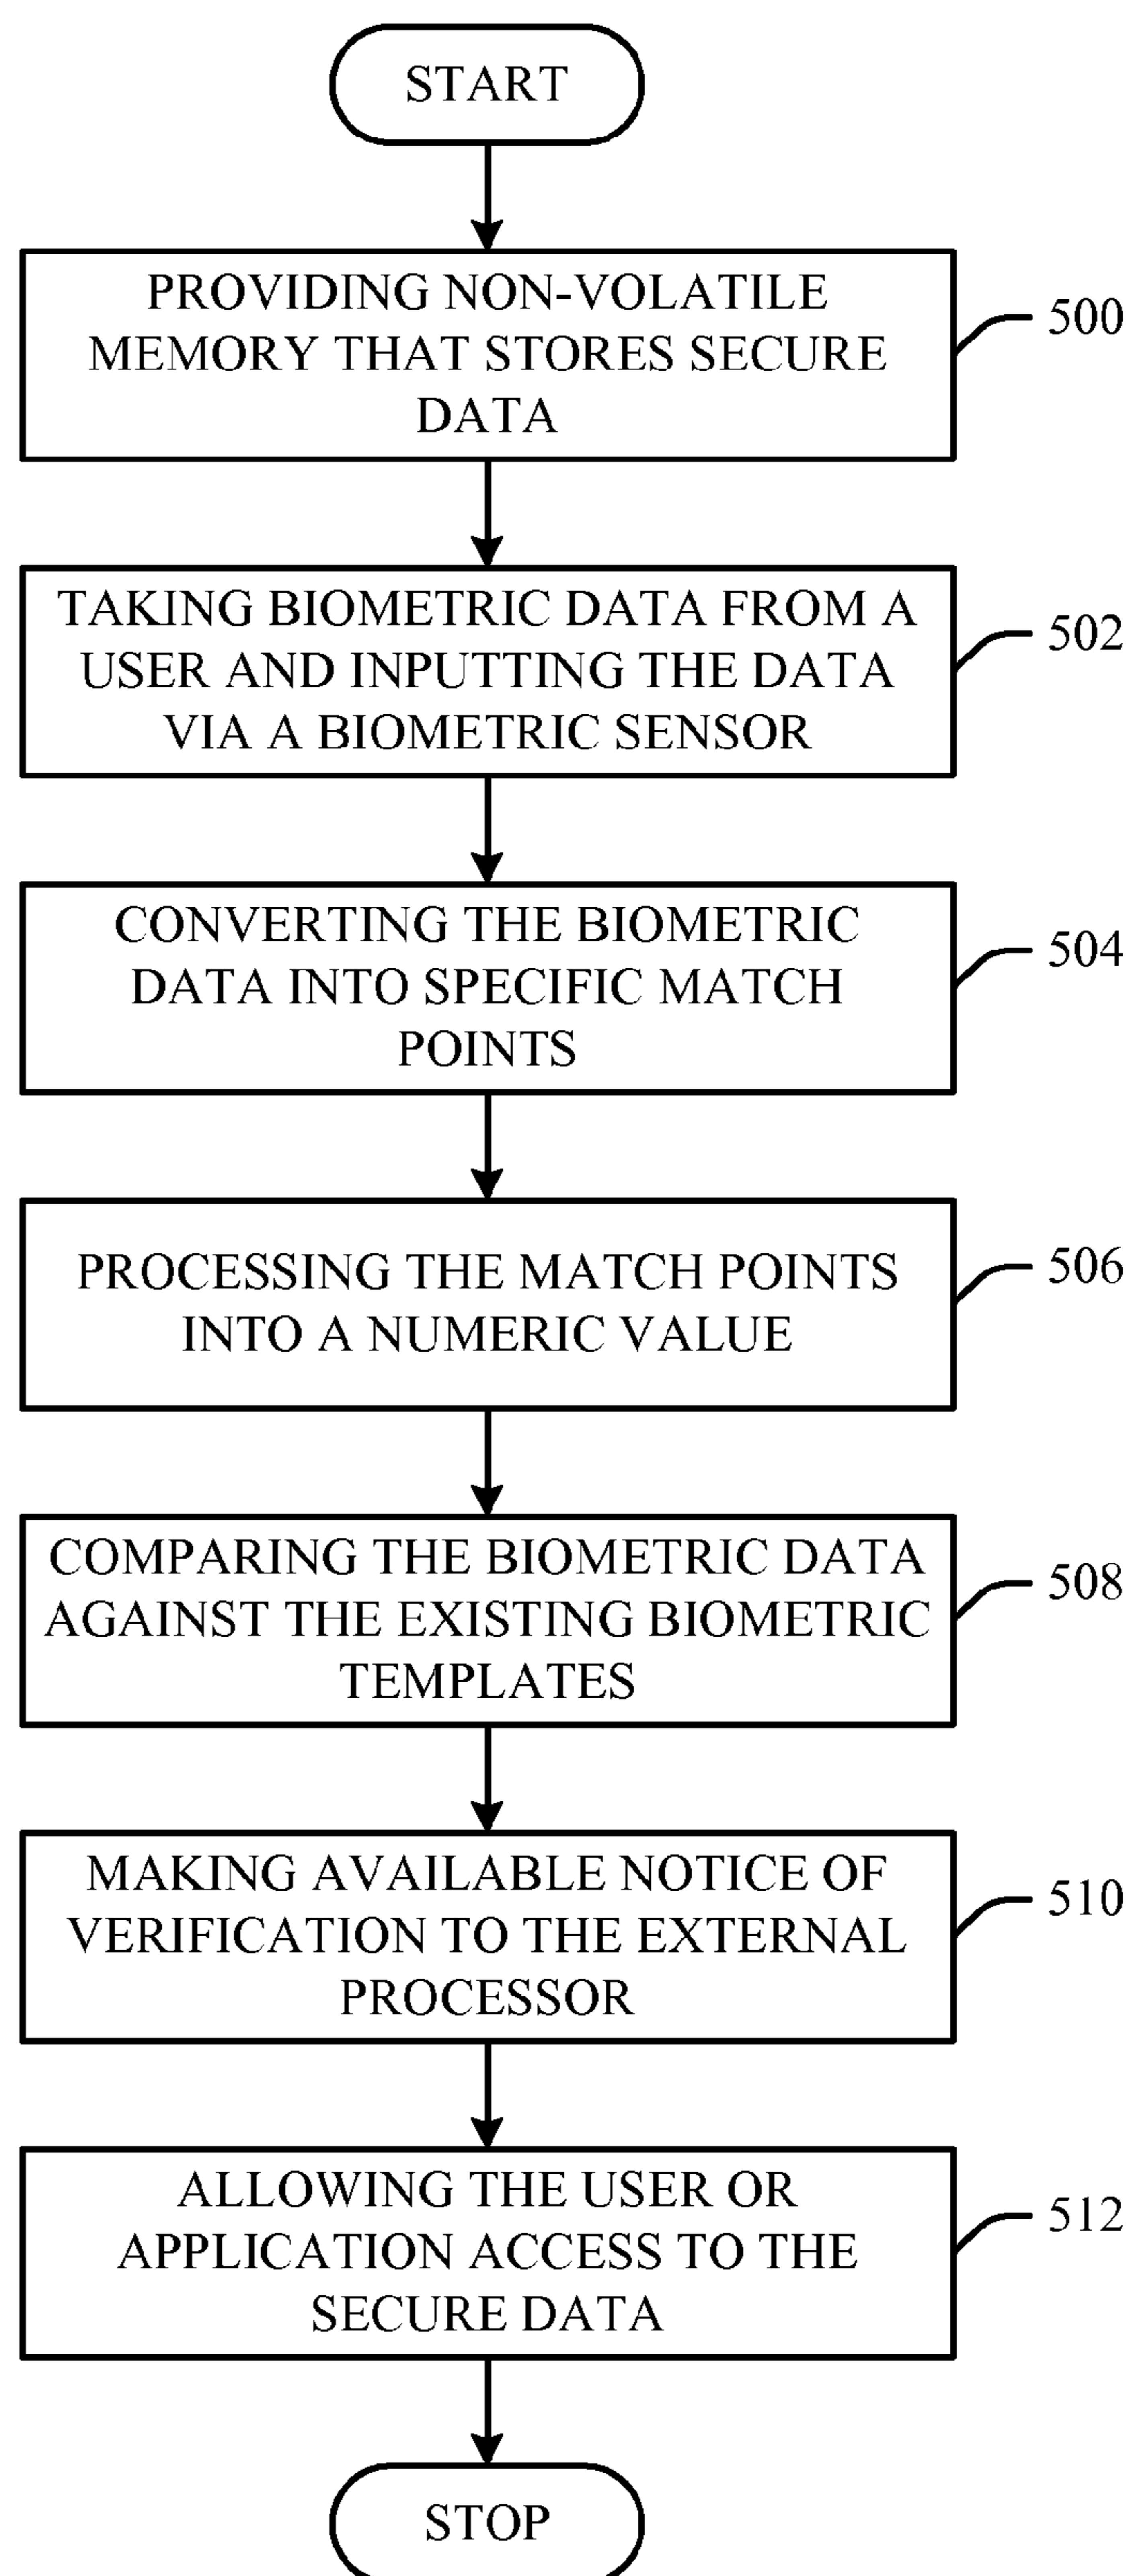 START
PROVIDING NON-VOLATILE
MEMORY THAT STORES SECURE
DATA
500
TAKING BIOMETRIC DATA FROM A
USER AND INPUTTING THE DATA
VIA A BIOMETRIC SENSOR
502
CONVERTING THE BIOMETRIC
DATA INTO SPECIFIC MATCH
POINTS
504
PROCESSING THE MATCH POINTS
INTO A NUMERIC VALUE
506
COMPARING THE BIOMETRIC DATA
AGAINST THE EXISTING BIOMETRIC
TEMPLATES
508
MAKING AVAILABLE NOTICE OF
VERIFICATION TO THE EXTERNAL
PROCESSOR
510
ALLOWING THE USER OR
APPLICATION ACCESS TO THE
SECURE DATA
512
STOP